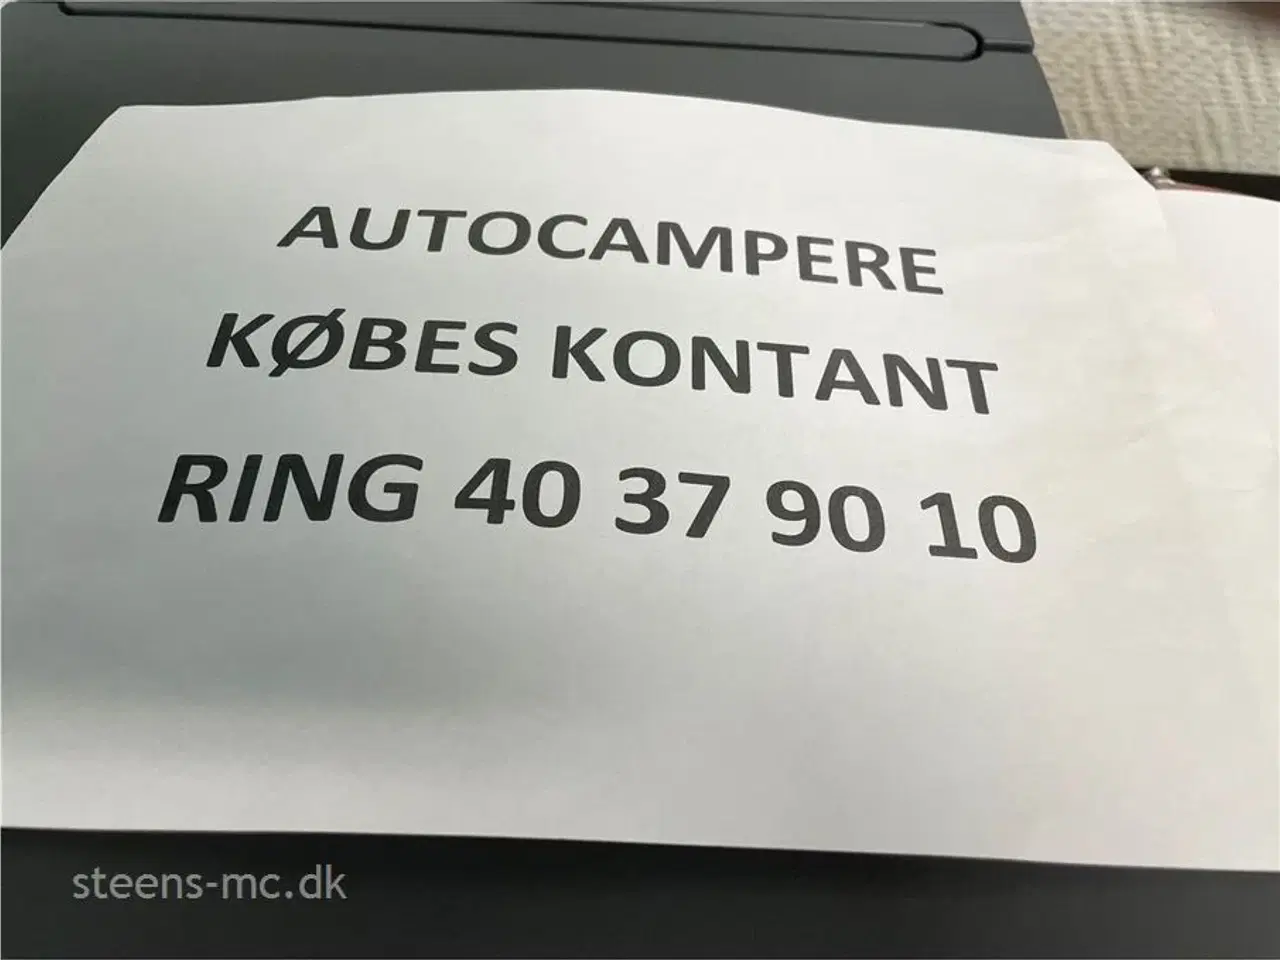 AUTOCAMPERE
KØBES KONTANT
RING 40 37 90 10
steens-mc.dk